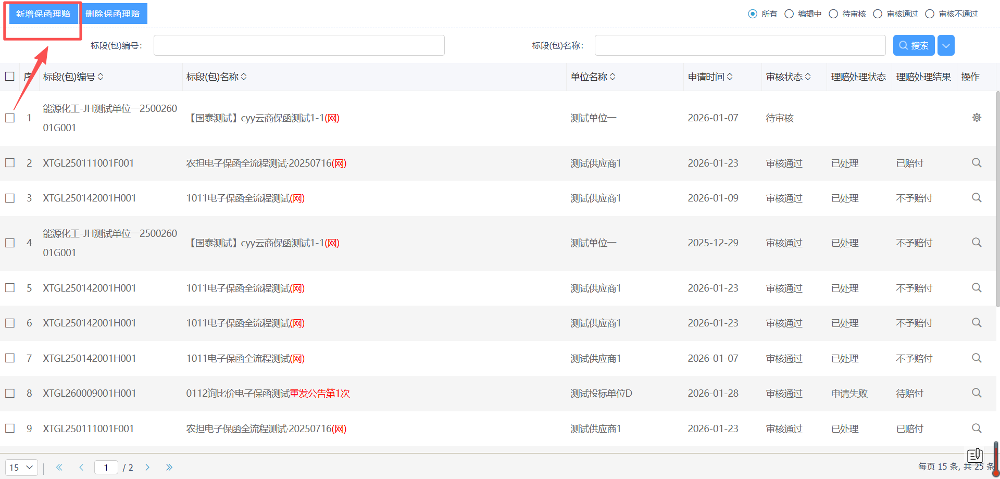 新增保函理赔 删除保函理赔 所有 编辑中 待审核 审核通过 审核不通过
标段(包)编号: 标段(包)名称: 搜索
序 标段(包)编号 标段(包)名称 单位名称 申请时间 审核状态 理赔处理状态 理赔处理结果 操作
1 能源化工-JH测试单位一2500260 【国泰测试】cyy云商保函测试1-1(网) 测试单位一 2026-01-07 待审核
01G001
2 XTGL250111001F001 农担电子保函全流程测试·20250716(网) 测试供应商1 2026-01-23 审核通过 已处理 已赔付
3 XTGL250142001H001 1011电子保函全流程测试(网) 测试供应商1 2026-01-09 审核通过 已处理 不予赔付
4 能源化工-JH测试单位一2500260 【国泰测试】cyy云商保函测试1-1(网) 测试单位一 2025-12-29 审核通过 已处理 不予赔付
01G001
5 XTGL250142001H001 1011电子保函全流程测试(网) 测试供应商1 2026-01-23 审核通过 已处理 不予赔付
6 XTGL250142001H001 1011电子保函全流程测试(网) 测试供应商1 2026-01-23 审核通过 已处理 不予赔付
7 XTGL250142001H001 1011电子保函全流程测试(网) 测试供应商1 2026-01-07 审核通过 已处理 不予赔付
8 XTGL260009001H001 0112询比价电子保函测试重发公告第1次 测试投标单位D 2026-01-28 审核通过 申请失败 待赔付
9 XTGL250111001F001 农担电子保函全流程测试·20250716(网) 测试供应商1 2026-01-23 审核通过 已处理 已赔付
15 1 / 2 每页 15 条, 共 25 条